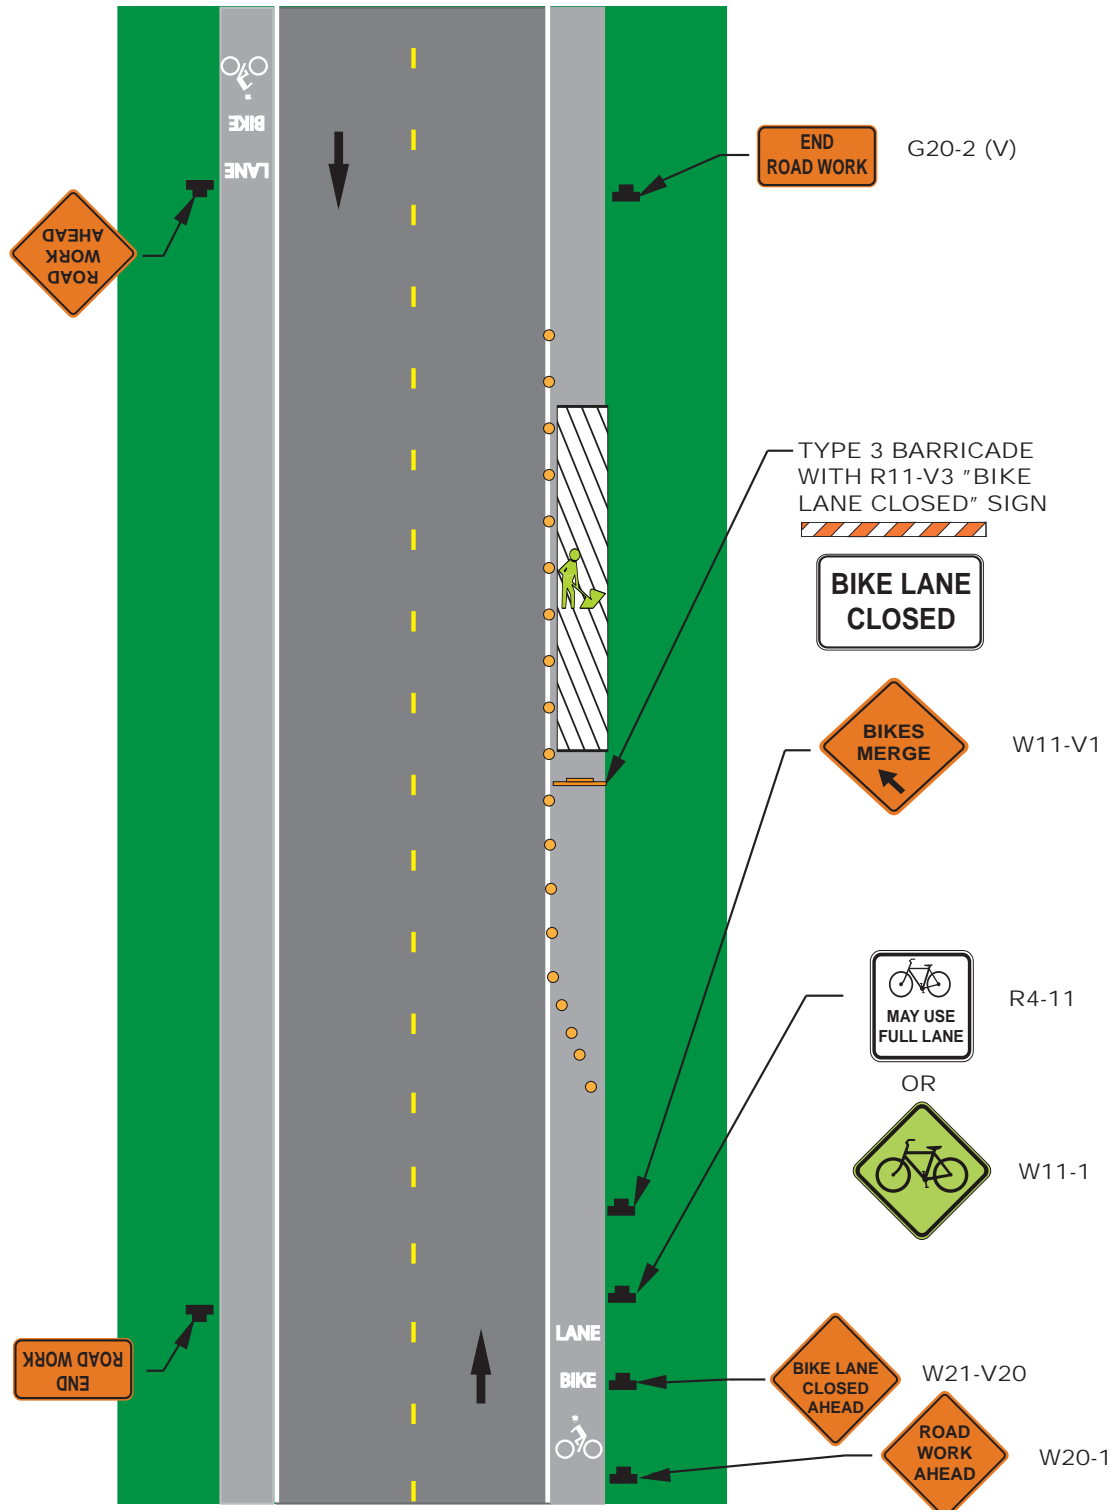 BIKE
LANE
END
ROAD WORK
G20-2 (V)
ROAD
WORK
AHEAD
TYPE 3 BARRICADE
WITH R11-V3 "BIKE
LANE CLOSED" SIGN
BIKE LANE
CLOSED
BIKES
MERGE
W11-V1
MAY USE
FULL LANE
R4-11
OR
W11-1
END
ROAD WORK
LANE
BIKE
BIKE LANE
CLOSED
AHEAD
W21-V20
ROAD
WORK
AHEAD
W20-1